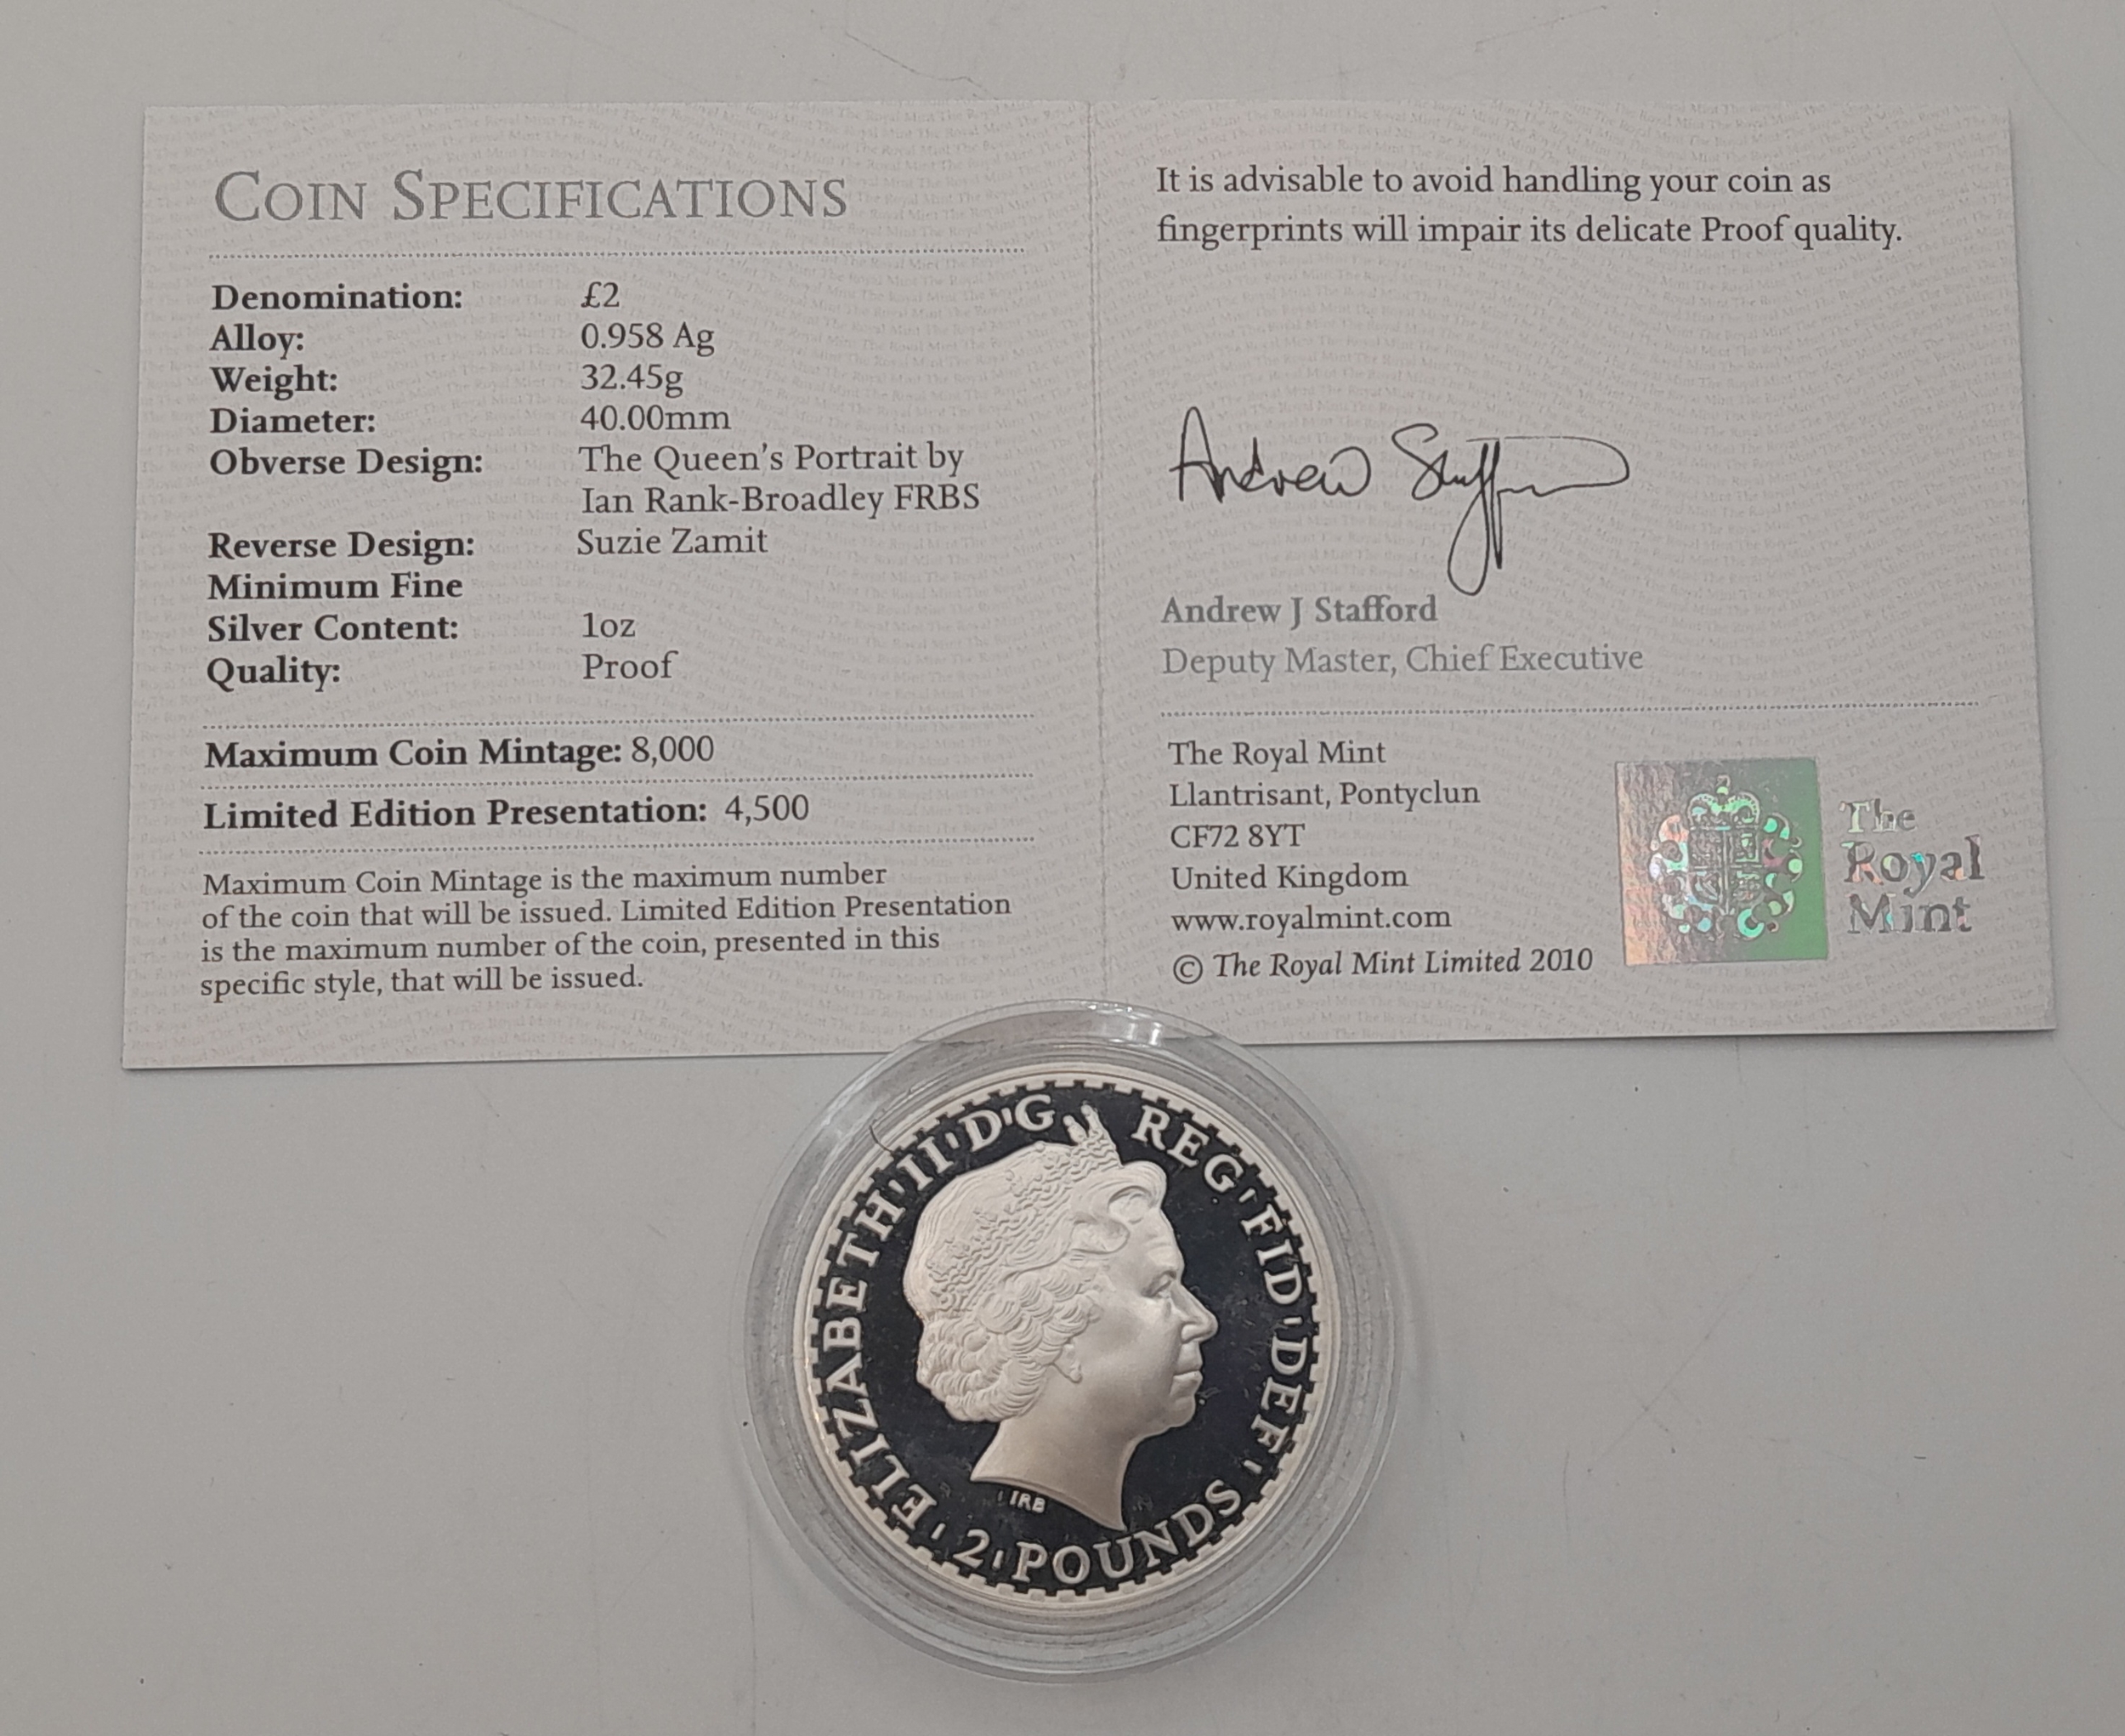 COIN SPECIFICATIONS
Denomination: £2
Alloy: 0.958 Ag
Weight: 32.45g
Diameter: 40.00mm
Obverse Design: The Queen's Portrait by
Ian Rank-Broadley FRBS
Reverse Design: Suzie Zamit
Minimum Fine
Silver Content: 1oz
Quality: Proof
Maximum Coin Mintage: 8,000
Limited Edition Presentation: 4,500
Maximum Coin Mintage is the maximum number
of the coin that will be issued. Limited Edition Presentation
is the maximum number of the coin, presented in this
specific style, that will be issued.
It is advisable to avoid handling your coin as
fingerprints will impair its delicate Proof quality.
Andrew Stafford
Andrew J Stafford
Deputy Master, Chief Executive
The Royal Mint
Llantrisant, Pontyclun
CF72 8YT
United Kingdom
www.royalmint.com
© The Royal Mint Limited 2010
The
Royal
Mint
ELIZABETH·II·D·G REG·FID·DEF·2·POUNDS
IRB